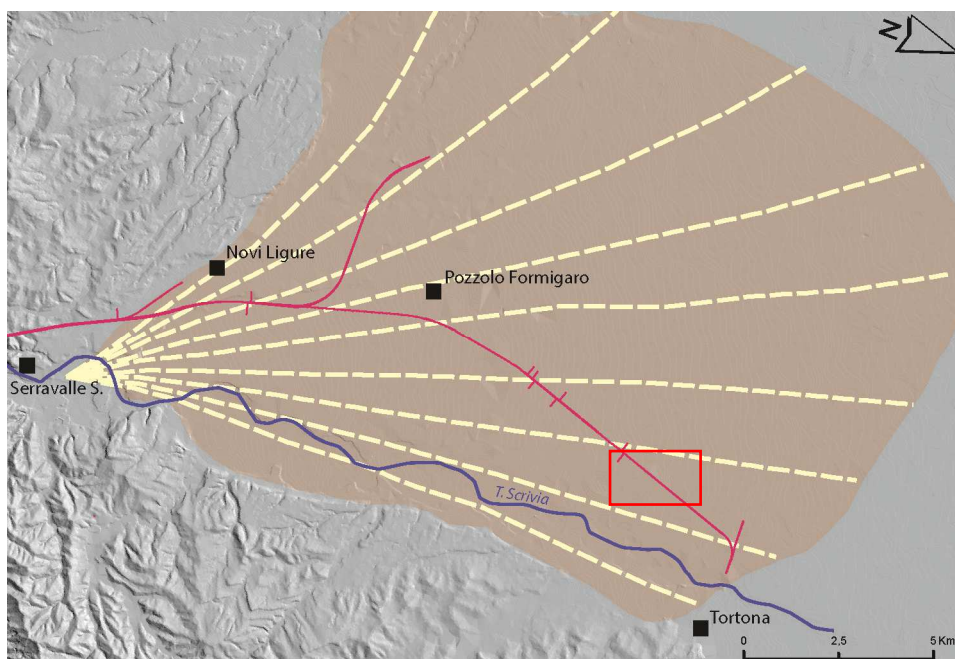 N
Novi Ligure
Pozzolo Formigaro
Serravalle S.
T. Scrivia
Tortona
0 2,5 5 Km